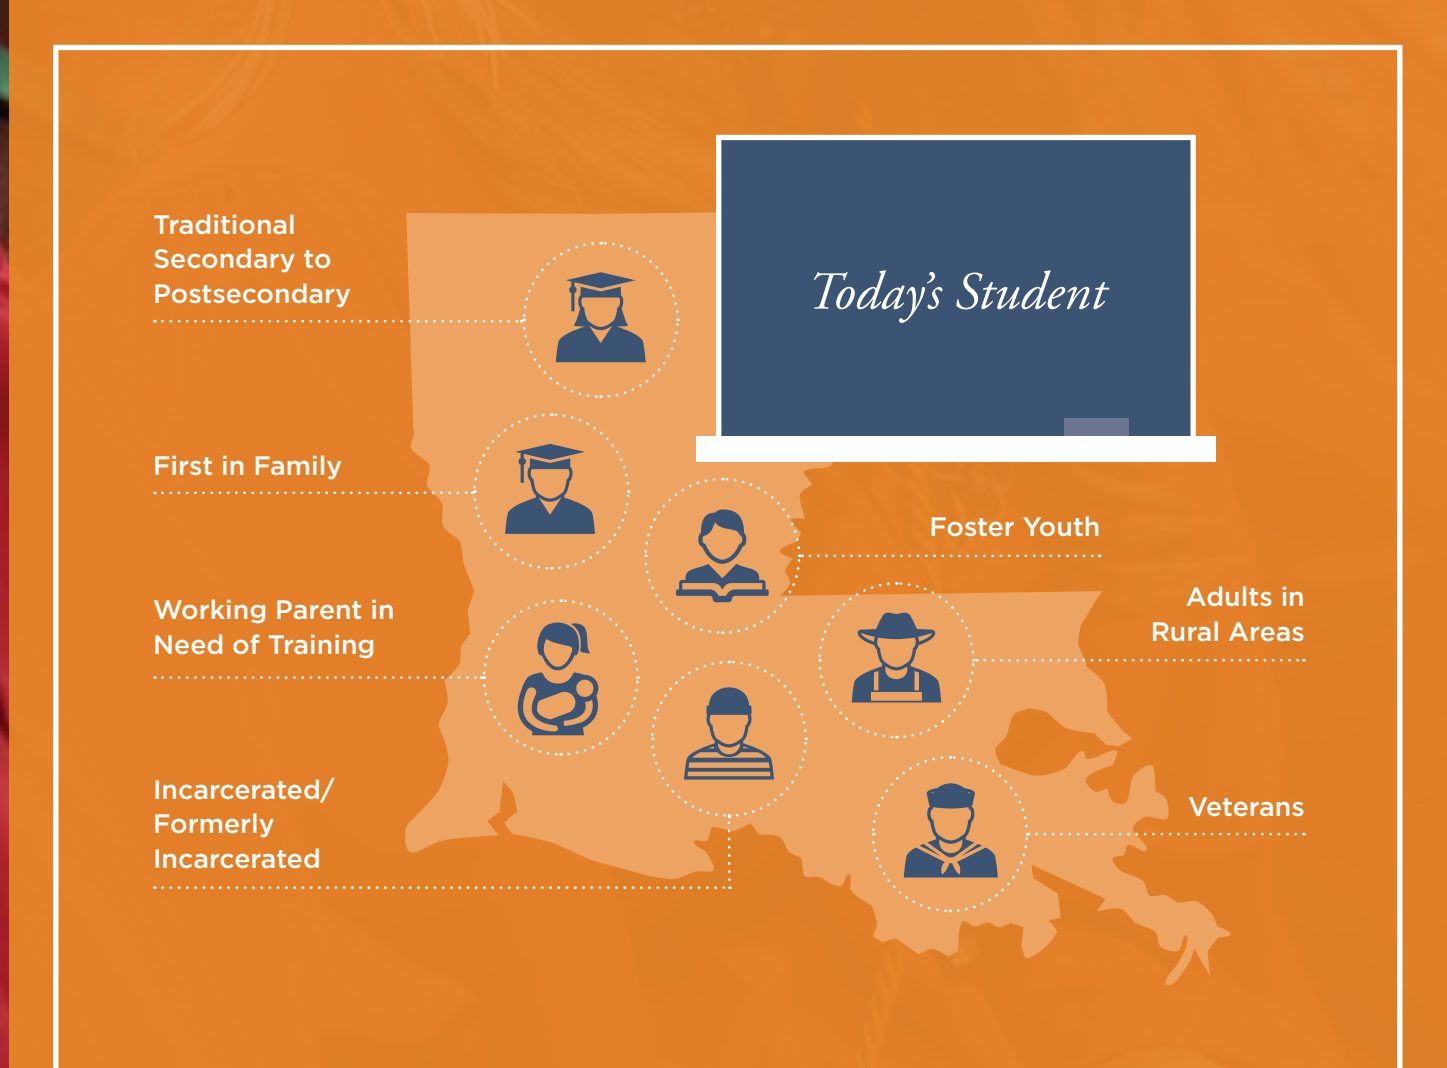 Today's Student
Traditional
Secondary to
Postsecondary
First in Family
Working Parent in
Need of Training
Incarcerated/
Formerly
Incarcerated
Foster Youth
Adults in
Rural Areas
Veterans